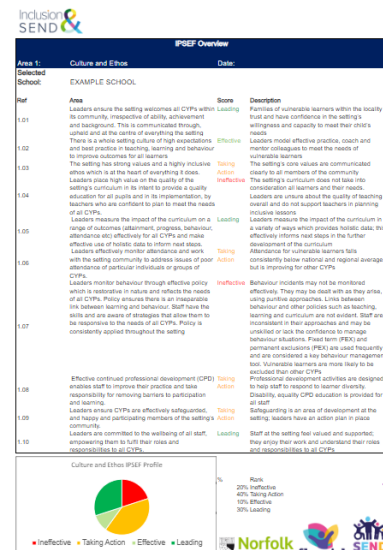 Inclusion &
SEND
IPSEF Overview
Area 1: Culture and Ethos Date:
Selected
School: EXAMPLE SCHOOL
Ref Area Score Description
1.01 Leaders ensure the setting welcomes all CYPs within its community, irrespective of ability, achievement and background. This is communicated through, upheld and at the centre of everything the setting Leading Families of vulnerable learners within the locality trust and have confidence in the setting's willingness and capacity to meet their child's needs
1.02 There is a whole setting culture of high expectations and best practice in teaching, learning and behaviour to improve outcomes for all learners Effective Leaders model effective practice, coach and mentor colleagues to meet the needs of vulnerable learners
1.03 The setting has strong values and a highly inclusive ethos which is at the heart of everything it does. Taking Action The setting's core values are communicated clearly to all members of the community
1.04 Leaders place high value on the quality of the setting's curriculum in its intent to provide a quality education for all pupils and in its implementation, by teachers who are confident to plan to meet the needs of all CYPs. Ineffective The setting's curriculum does not take into consideration all learners and their needs. Leaders are unsure about the quality of teaching overall and do not support teachers in planning inclusive lessons
1.05 Leaders measure the impact of the curriculum on a range of outcomes (attainment, progress, behaviour, attendance etc) effectively for all CYPs and make effective use of holistic data to inform next steps. Leading Leaders measure the impact of the curriculum in a variety of ways which provides holistic data; this effectively informs next steps in the further development of the curriculum
1.06 Leaders effectively monitor attendance and work with the setting community to address issues of poor attendance of particular individuals or groups of CYPs. Taking Action Attendance for vulnerable learners falls consistently below national and regional average but is improving for other CYPs
1.07 Leaders monitor behaviour through effective policy which is restorative in nature and reflects the needs of all CYPs. Policy ensures there is an inseparable link between learning and behaviour. Staff have the skills and are aware of strategies that allow them to be responsive to the needs of all CYPs. Policy is consistently applied throughout the setting Ineffective Behaviour incidents may not be monitored effectively. They may be dealt with as they arise, using punitive approaches. Links between behaviour and other policies such as teaching, learning and curriculum are not evident. Staff are inconsistent in their approaches and may be unskilled or lack the confidence to manage behaviour situations. Fixed term (FEX) and permanent exclusions (PEX) are used frequently and are considered a key behaviour management tool. Vulnerable learners are more likely to be excluded than other CYPs
1.08 Effective continued professional development (CPD) enables staff to improve their practice and take responsibility for removing barriers to participation and learning. Taking Action Professional development activities are designed to help staff to respond to learner diversity. Disability, equality CPD education is provided for all staff
1.09 Leaders ensure CYPs are effectively safeguarded, and happy and participating members of the setting's community. Taking Action Safeguarding is an area of development at the setting; leaders have an action plan in place
1.10 Leaders are committed to the wellbeing of all staff, empowering them to fulfil their roles and responsibilities to all CYPs. Leading Staff at the setting feel valued and supported; they enjoy their work and understand their roles and responsibilities to all CYPs
Culture and Ethos IPSEF Profile
Ineffective Taking Action Effective Leading
% Rank
20% Ineffective
40% Taking Action
10% Effective
30% Leading
Norfolk
SEND